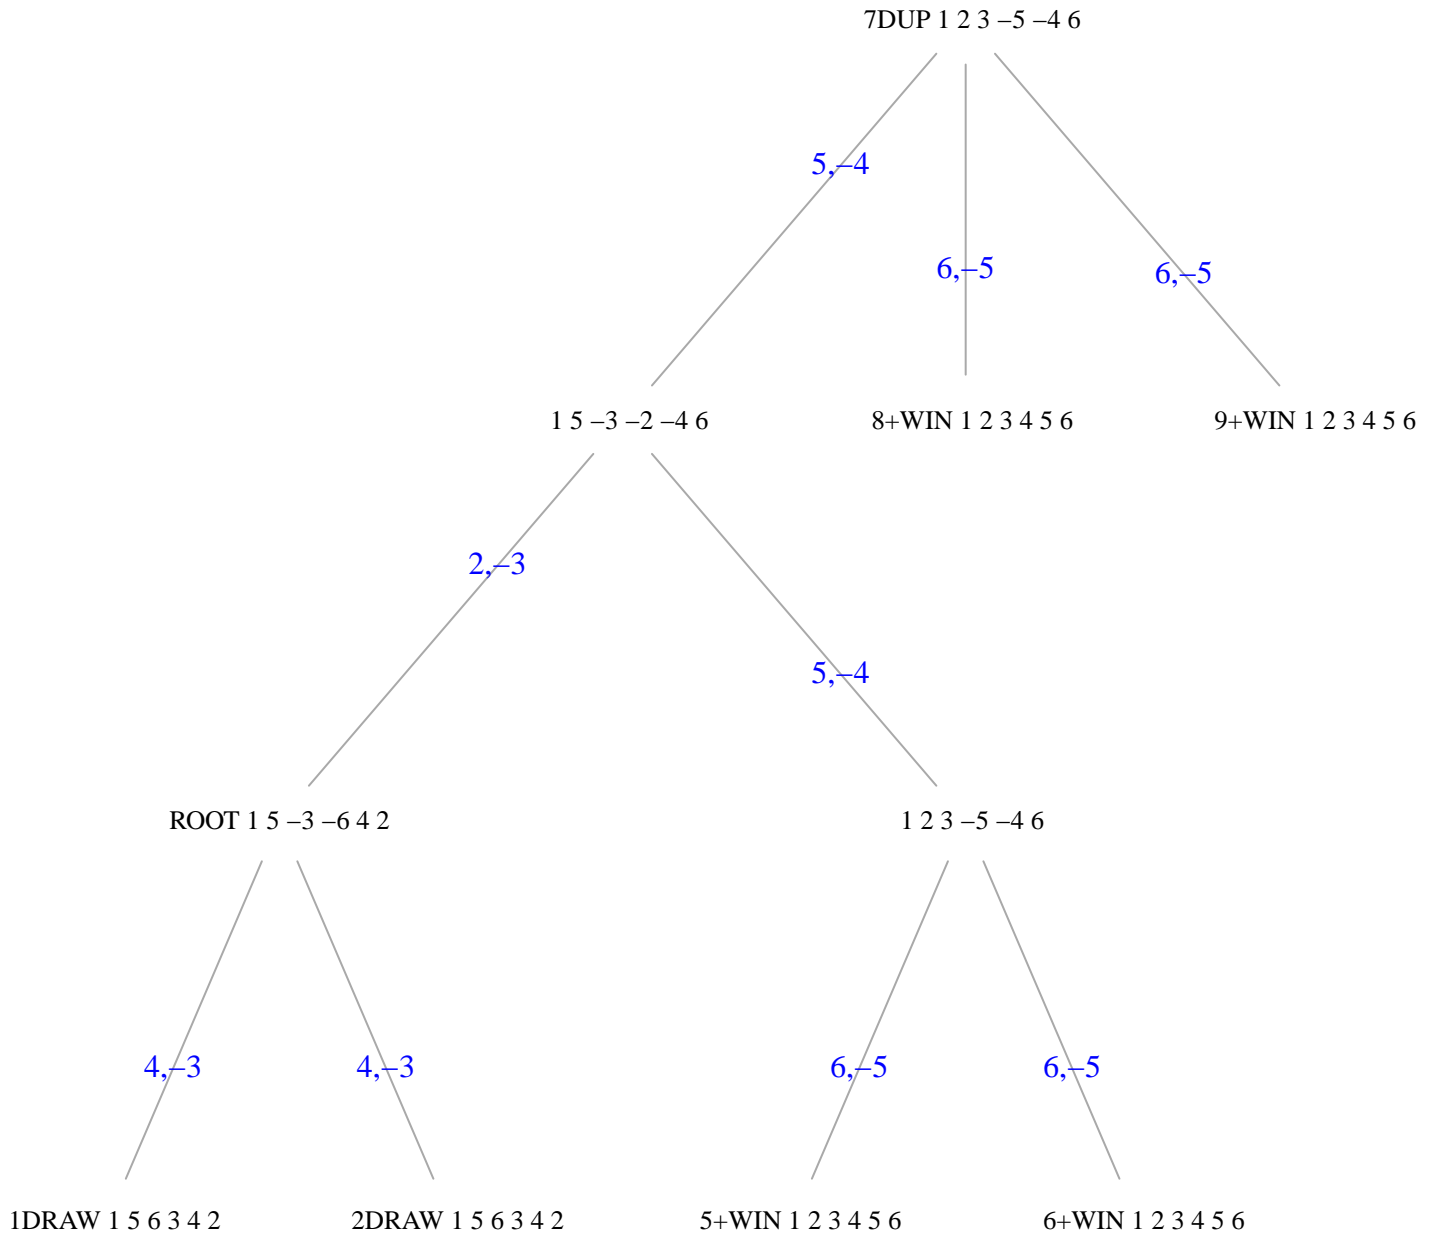 7DUP 1 2 3 –5 –4 6
5,–4
6,–5
6,–5
1 5 –3 –2 –4 6
8+WIN 1 2 3 4 5 6
9+WIN 1 2 3 4 5 6
2,–3
5,–4
ROOT 1 5 –3 –6 4 2
1 2 3 –5 –4 6
4,–3
4,–3
6,–5
6,–5
1DRAW 1 5 6 3 4 2
2DRAW 1 5 6 3 4 2
5+WIN 1 2 3 4 5 6
6+WIN 1 2 3 4 5 6